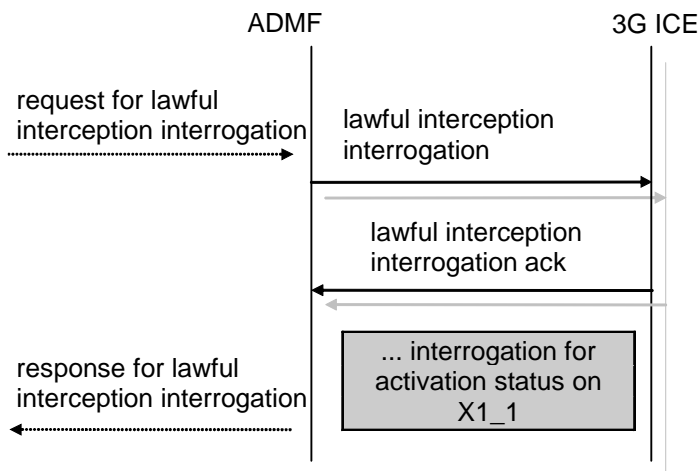 ADMF
3G ICE
request for lawful
interception interrogation
lawful interception
interrogation
lawful interception
interrogation ack
... interrogation for
activation status on
X1_1
response for lawful
interception interrogation